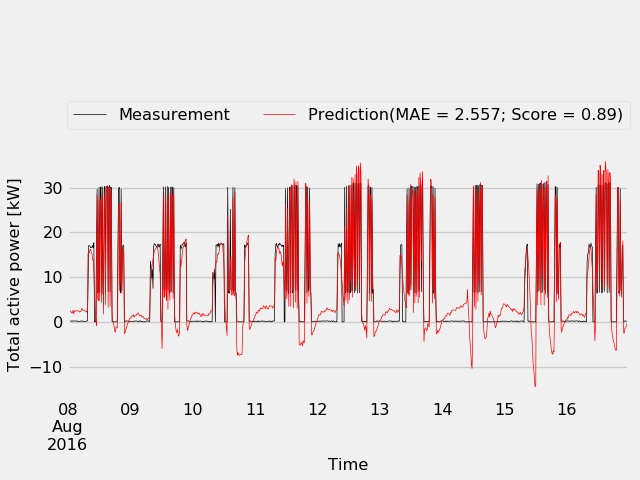 Measurement
Prediction(MAE = 2.557; Score = 0.89)
Total active power [kW]
30
20
10
0
−10
08 09 10 11 12 13 14 15 16
Aug
2016
Time